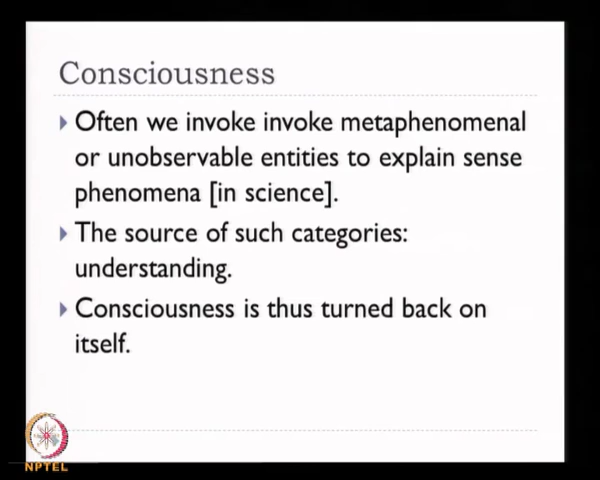 Consciousness
Often we invoke invoke metaphenomenal
or unobservable entities to explain sense
phenomena [in science].
The source of such categories:
understanding.
Consciousness is thus turned back on
itself.
NPTEL